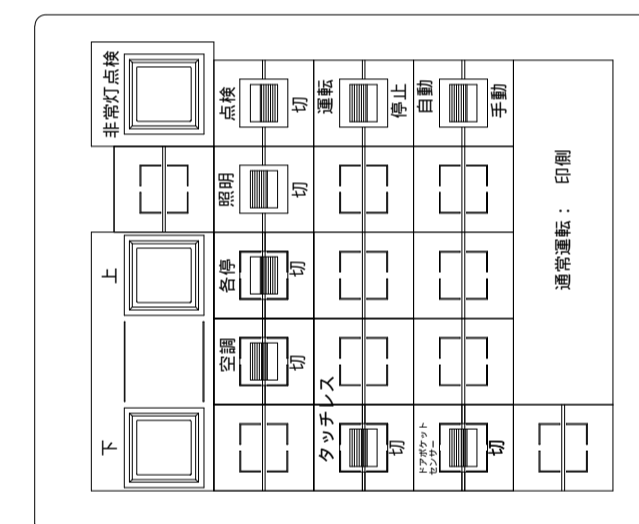 非常灯点検
点検
切
運転
停止
自動
手動
照明
切
上
各停
切
空調
切
下
タッチレス
切
ドアポケット
センサー
切
通常運転： 印側